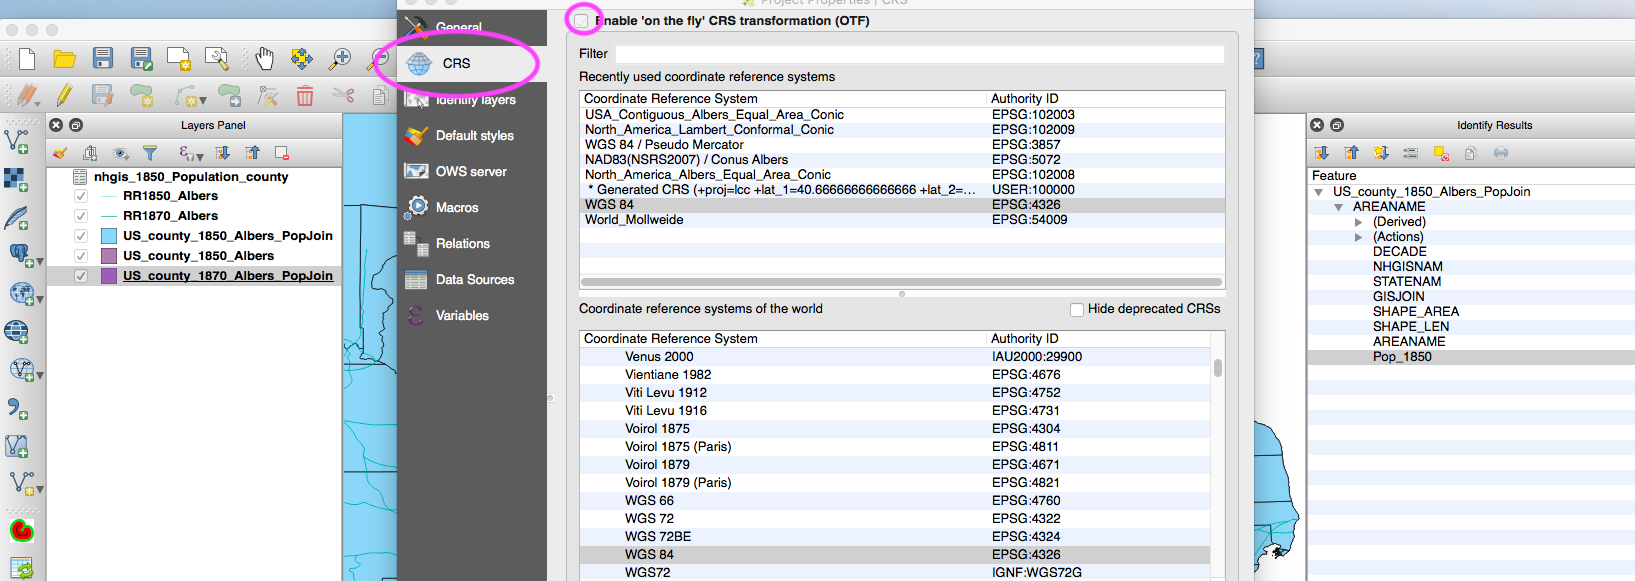 Project Properties | CRS
General
CRS
Identify layers
Default styles
OWS server
Macros
Relations
Data Sources
Variables
Enable 'on the fly' CRS transformation (OTF)
Filter
Recently used coordinate reference systems
Coordinate Reference System Authority ID
USA_Contiguous_Albers_Equal_Area_Conic EPSG:102003
North_America_Lambert_Conformal_Conic EPSG:102009
WGS 84 / Pseudo Mercator EPSG:3857
NAD83(NSRS2007) / Conus Albers EPSG:5072
North_America_Albers_Equal_Area_Conic EPSG:102008
* Generated CRS (+proj=lcc +lat_1=40.66666666666666 +lat_2=... USER:100000
WGS 84 EPSG:4326
World_Mollweide EPSG:54009
Coordinate reference systems of the world
Hide deprecated CRSs
Coordinate Reference System Authority ID
Venus 2000 IAU2000:29900
Vientiane 1982 EPSG:4676
Viti Levu 1912 EPSG:4752
Viti Levu 1916 EPSG:4731
Voirol 1875 EPSG:4304
Voirol 1875 (Paris) EPSG:4811
Voirol 1879 EPSG:4671
Voirol 1879 (Paris) EPSG:4821
WGS 66 EPSG:4760
WGS 72 EPSG:4322
WGS 72BE EPSG:4324
WGS 84 EPSG:4326
WGS72 IGNF:WGS72G
Layers Panel
nhgis_1850_Population_county
RR1850_Albers
RR1870_Albers
US_county_1850_Albers_PopJoin
US_county_1850_Albers
US_county_1870_Albers_PopJoin
Identify Results
Feature
US_county_1850_Albers_PopJoin
AREANAME
(Derived)
(Actions)
DECADE
NHGISNAM
STATENAM
GISJOIN
SHAPE_AREA
SHAPE_LEN
AREANAME
Pop_1850